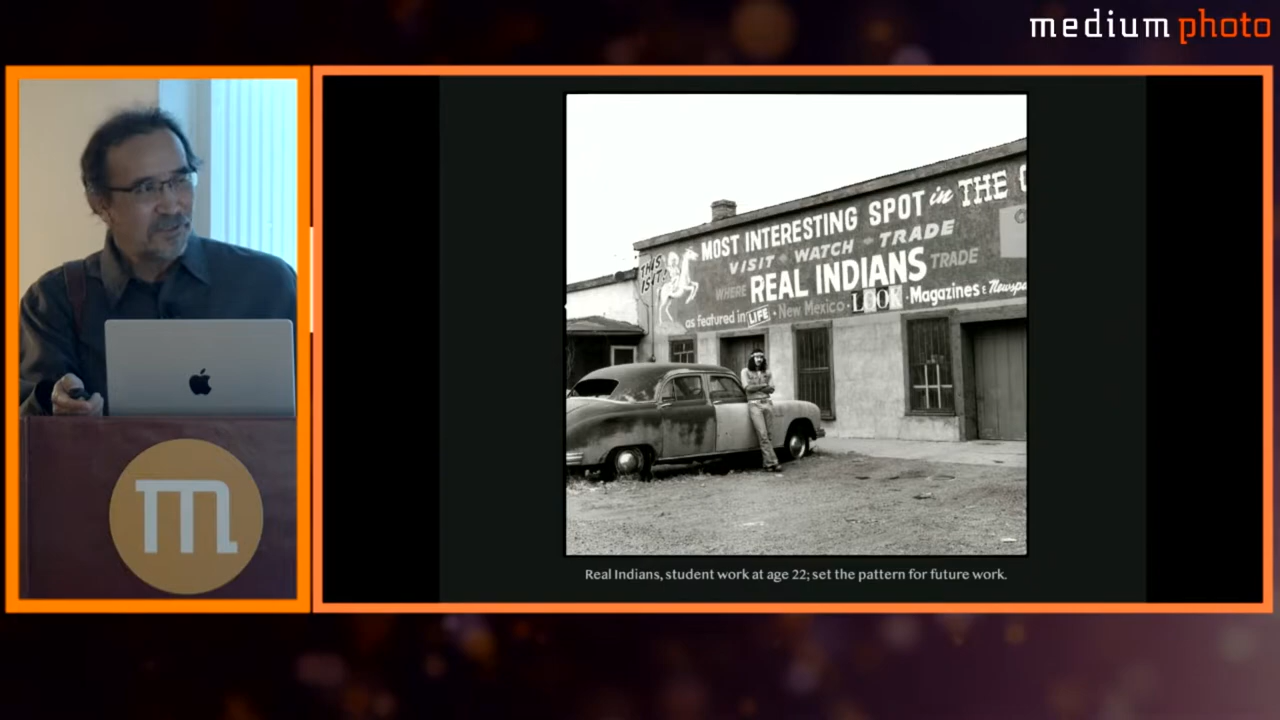 medium photo
MOST INTERESTING SPOT in THE
THIS IS IT!
VISIT · WATCH · TRADE
WHERE REAL INDIANS TRADE
as featured in LIFE · New Mexico · LOOK · Magazines &
m
Real Indians, student work at age 22; set the pattern for future work.